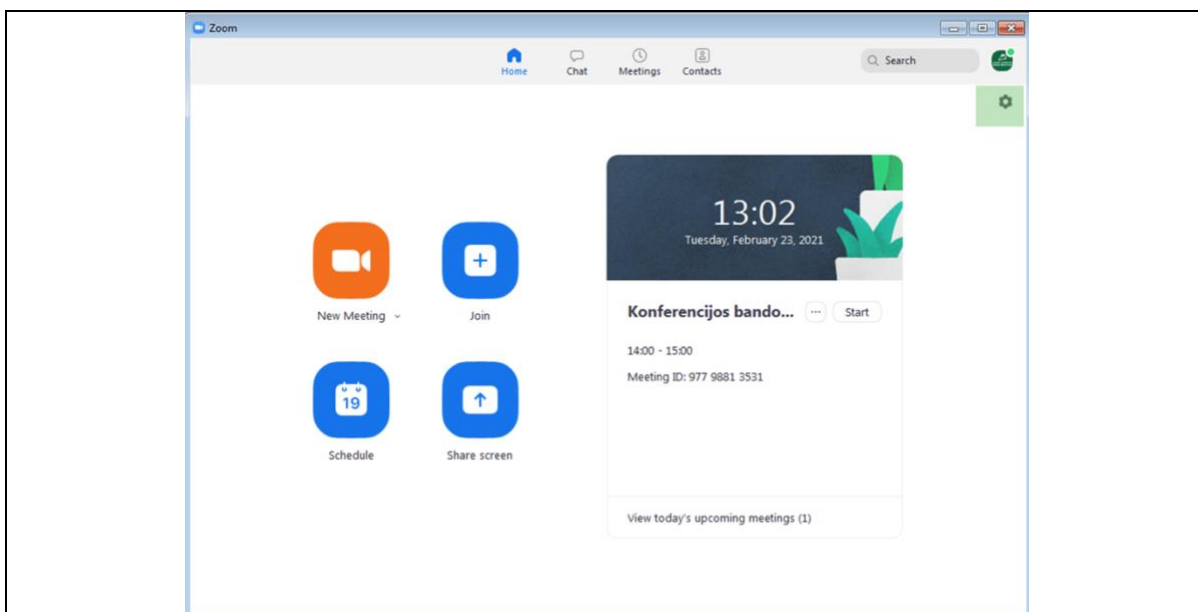 Zoom
Home Chat Meetings Contacts
Search
13:02
Tuesday, February 23, 2021
New Meeting
Join
Konferencijos bando... ... Start
14:00 - 15:00
Meeting ID: 977 9881 3531
19
Schedule
Share screen
View today's upcoming meetings (1)